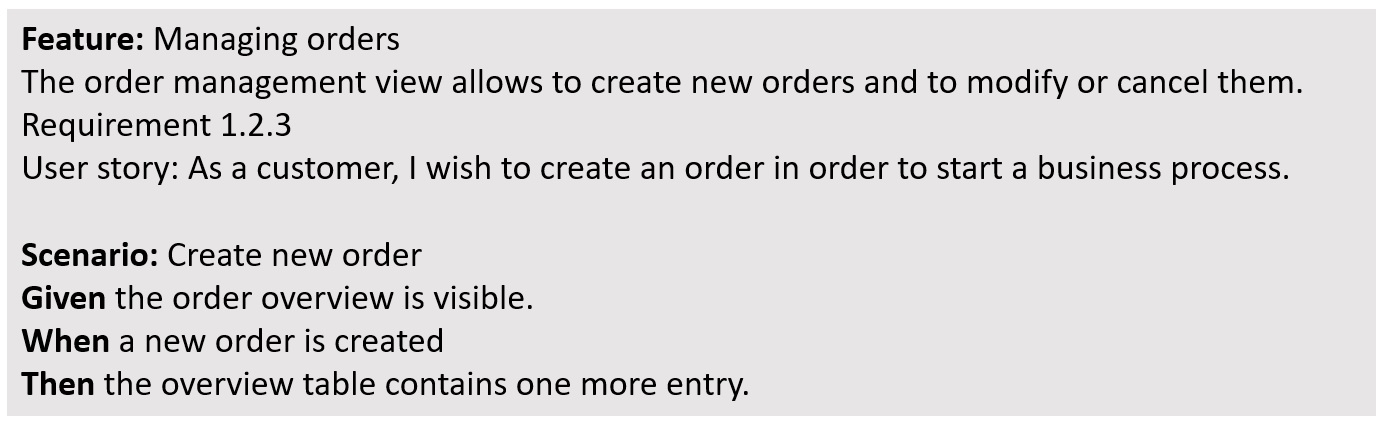 Feature: Managing orders
The order management view allows to create new orders and to modify or cancel them.
Requirement 1.2.3
User story: As a customer, I wish to create an order in order to start a business process.
Scenario: Create new order
Given the order overview is visible.
When a new order is created
Then the overview table contains one more entry.